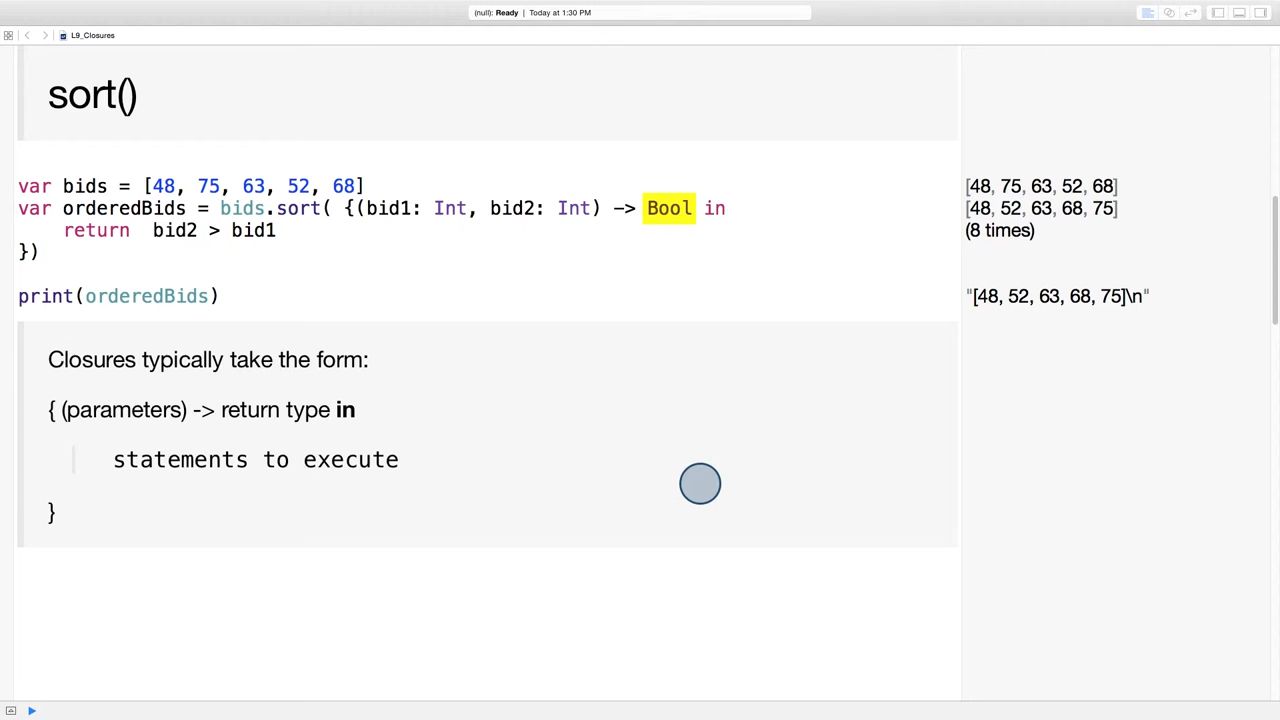 (null): Ready | Today at 1:30 PM
L9_Closures
sort()
var bids = [48, 75, 63, 52, 68]
[48, 75, 63, 52, 68]
var orderedBids = bids.sort( {(bid1: Int, bid2: Int) -> Bool in
[48, 52, 63, 68, 75]
return  bid2 > bid1
(8 times)
})
print(orderedBids)
"[48, 52, 63, 68, 75]\n"
Closures typically take the form:
{ (parameters) -> return type in
statements to execute
}